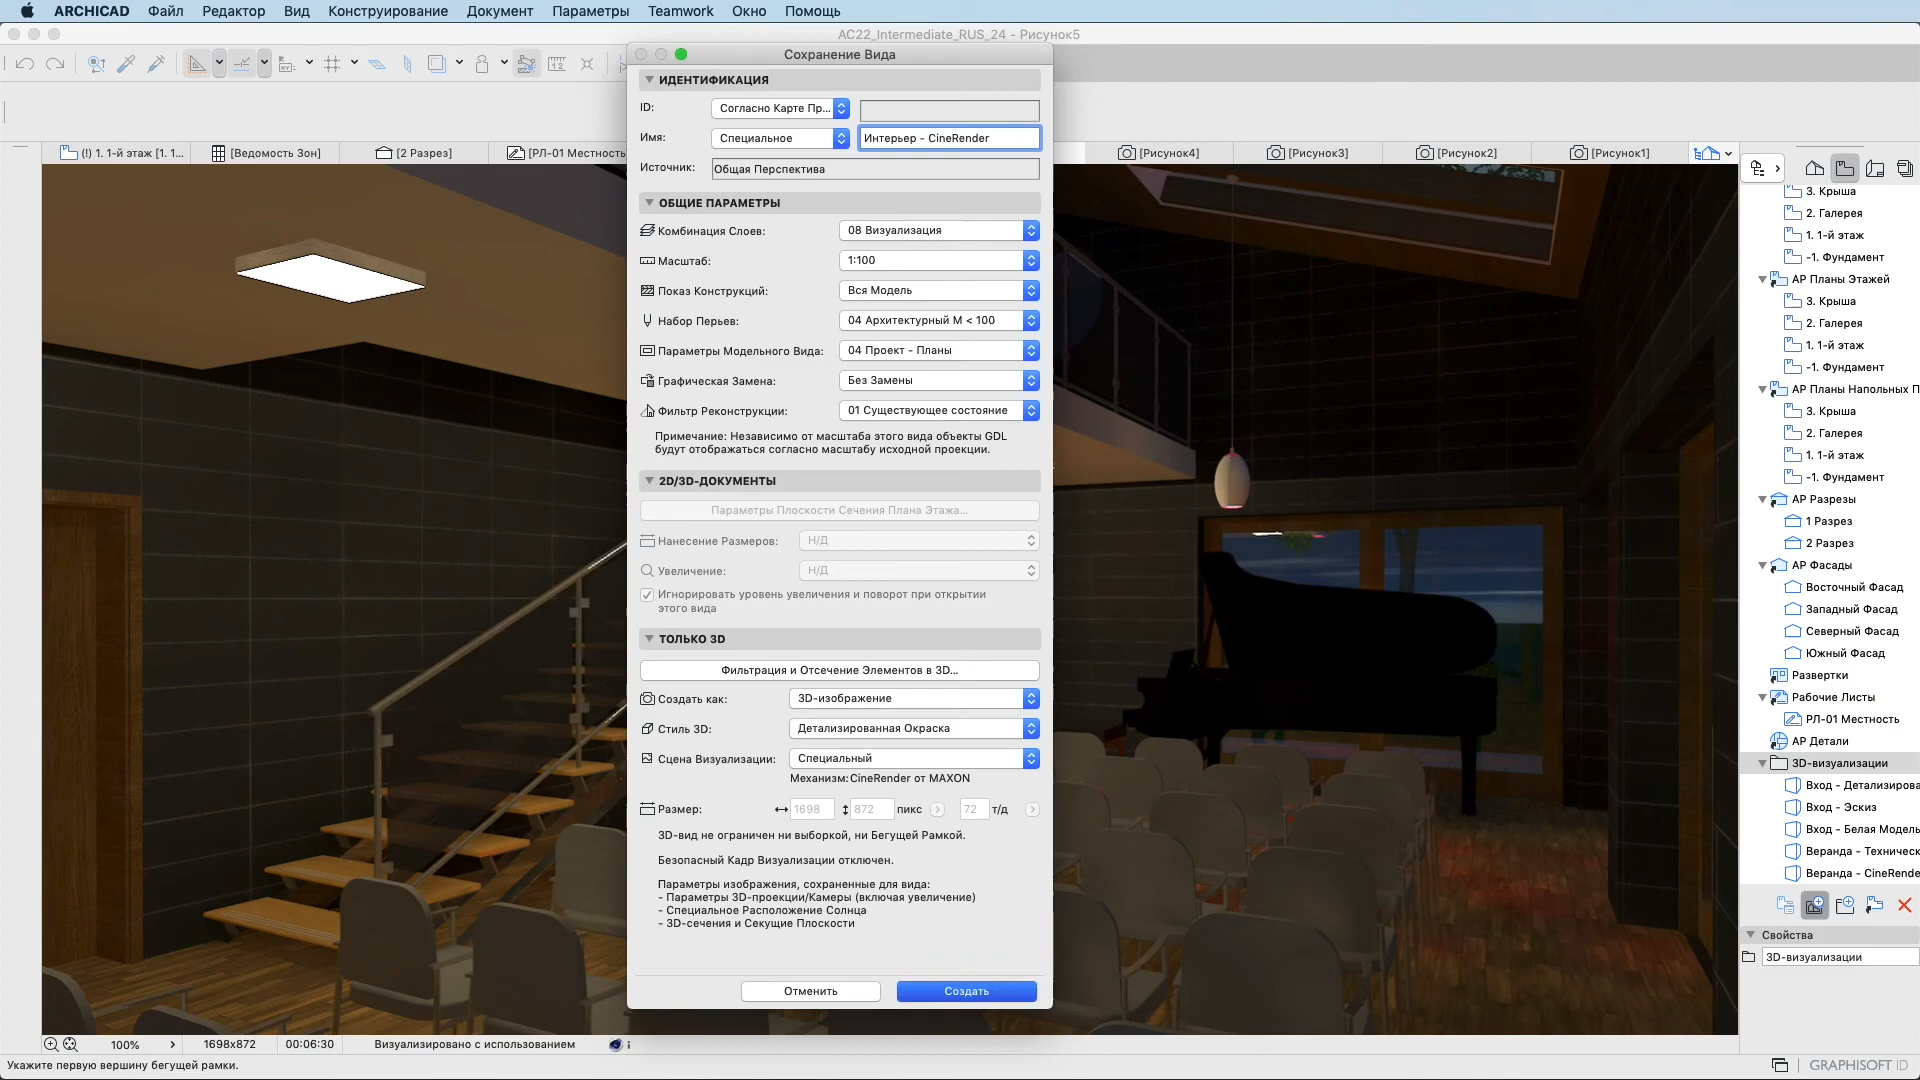 ARCHICAD Файл Редактор Вид Конструирование Документ Параметры Teamwork Окно Помощь
AC22_Intermediate_RUS_24 - Рисунок5
Сохранение Вида
ИДЕНТИФИКАЦИЯ
ID: Согласно Карте Пр...
Имя: Специальное Интерьер - CineRender
Источник: Общая Перспектива
(!) 1. 1-й этаж [1. 1... [Ведомость Зон] [2 Разрез] [РЛ-01 Местность [Рисунок4] [Рисунок3] [Рисунок2] [Рисунок1]
ОБЩИЕ ПАРАМЕТРЫ
Комбинация Слоев: 08 Визуализация
Масштаб: 1:100
Показ Конструкций: Вся Модель
Набор Перьев: 04 Архитектурный М < 100
Параметры Модельного Вида: 04 Проект - Планы
Графическая Замена: Без Замены
Фильтр Реконструкции: 01 Существующее состояние
Примечание: Независимо от масштаба этого вида объекты GDL
будут отображаться согласно масштабу исходной проекции.
2D/3D-ДОКУМЕНТЫ
Параметры Плоскости Сечения Плана Этажа...
Нанесение Размеров: Н/Д
Увеличение: Н/Д
Игнорировать уровень увеличения и поворот при открытии
этого вида
ТОЛЬКО 3D
Фильтрация и Отсечение Элементов в 3D...
Создать как: 3D-изображение
Стиль 3D: Детализированная Окраска
Сцена Визуализации: Специальный
Механизм:CineRender от MAXON
Размер: 1698 872 пикс 72 т/д
3D-вид не ограничен ни выборкой, ни Бегущей Рамкой.
Безопасный Кадр Визуализации отключен.
Параметры изображения, сохраненные для вида:
- Параметры 3D-проекции/Камеры (включая увеличение)
- Специальное Расположение Солнца
- 3D-сечения и Секущие Плоскости
Отменить Создать
3. Крыша
2. Галерея
1. 1-й этаж
-1. Фундамент
АР Планы Этажей
3. Крыша
2. Галерея
1. 1-й этаж
-1. Фундамент
АР Планы Напольных П
3. Крыша
2. Галерея
1. 1-й этаж
-1. Фундамент
АР Разрезы
1 Разрез
2 Разрез
АР Фасады
Восточный Фасад
Западный Фасад
Северный Фасад
Южный Фасад
Развертки
Рабочие Листы
РЛ-01 Местность
АР Детали
3D-визуализации
Вход - Детализирова
Вход - Эскиз
Вход - Белая Модель
Веранда - Техническ
Веранда - CineRende
Свойства
3D-визуализации
100% 1698x872 00:06:30 Визуализировано с использованием
Укажите первую вершину бегущей рамки.
GRAPHISOFT ID